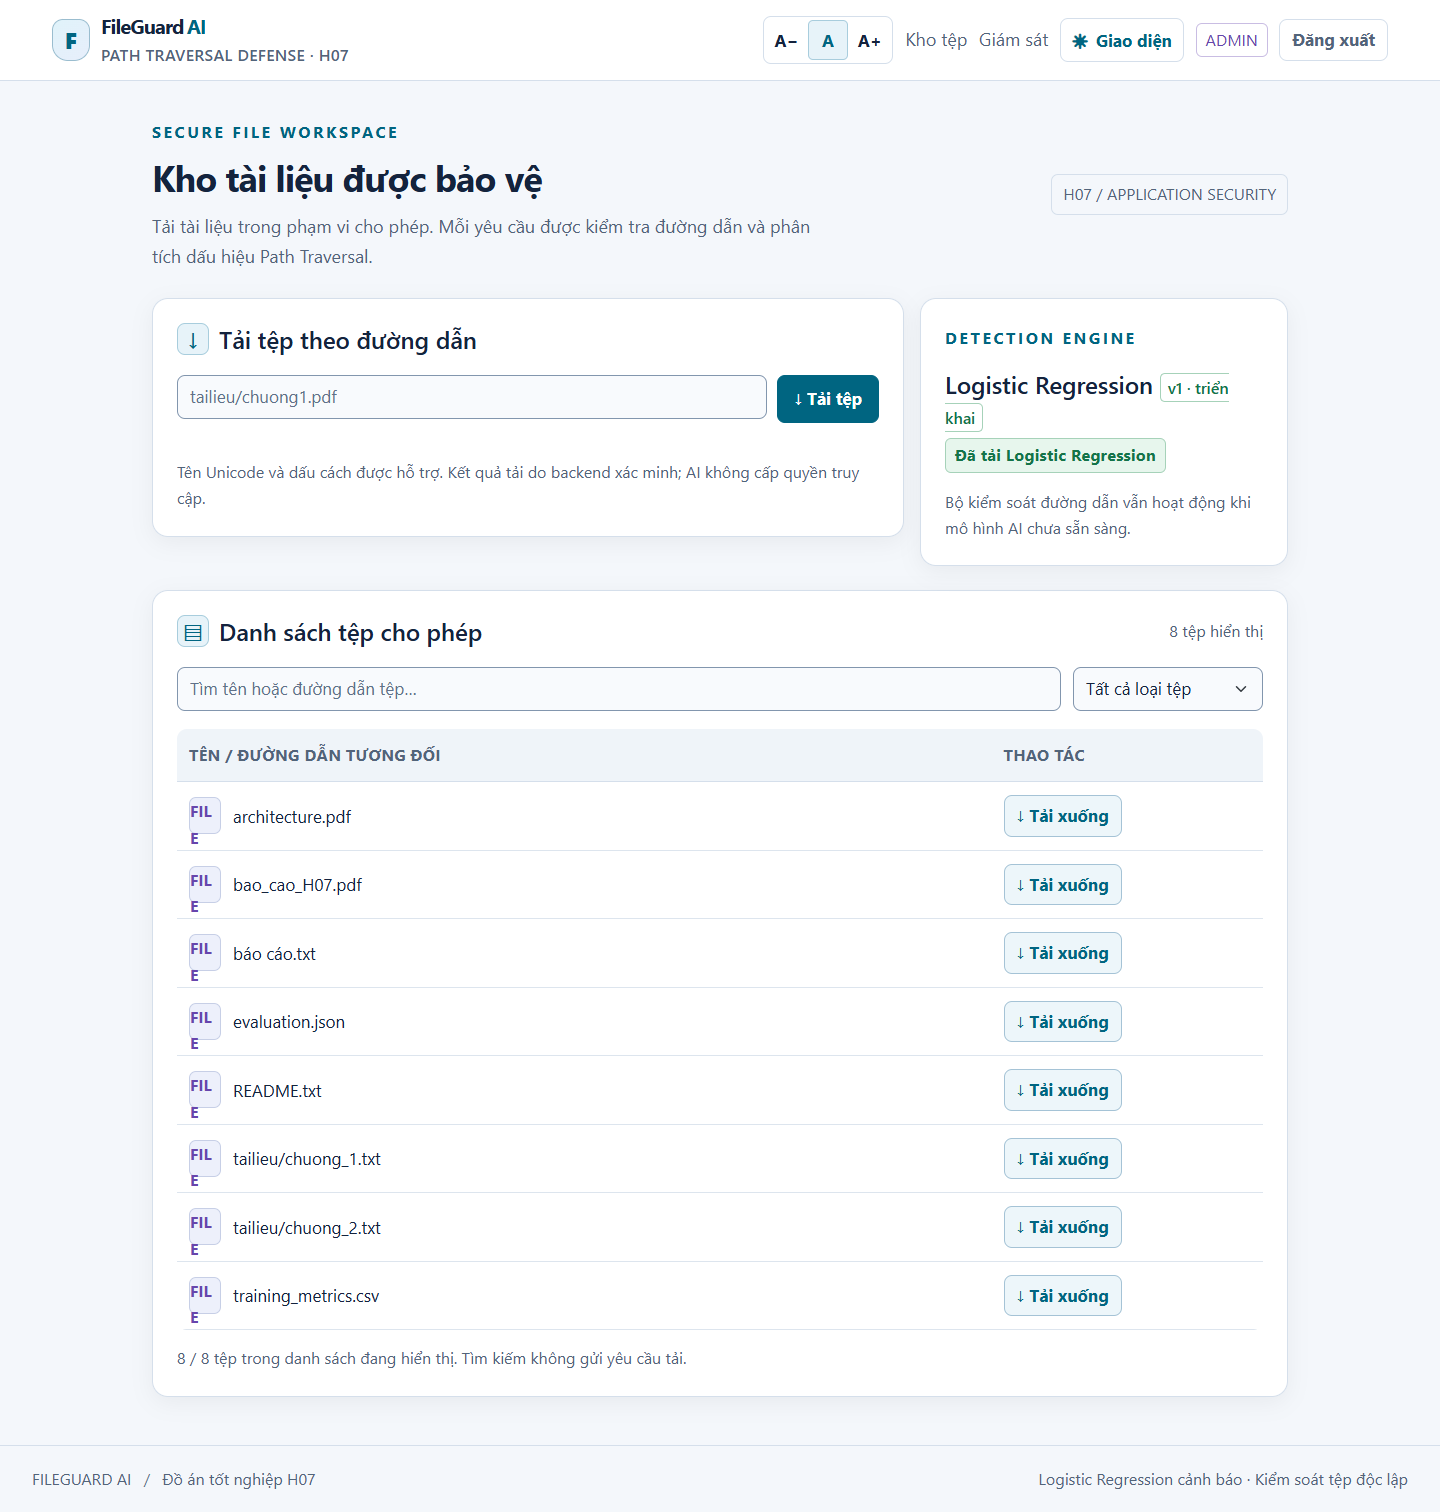 F
FileGuard AI
PATH TRAVERSAL DEFENSE · H07
A− A A+ Kho tệp Giám sát ✷ Giao diện ADMIN Đăng xuất
SECURE FILE WORKSPACE
Kho tài liệu được bảo vệ
H07 / APPLICATION SECURITY
Tải tài liệu trong phạm vi cho phép. Mỗi yêu cầu được kiểm tra đường dẫn và phân
tích dấu hiệu Path Traversal.
↓ Tải tệp theo đường dẫn
tailieu/chuong1.pdf
↓ Tải tệp
Tên Unicode và dấu cách được hỗ trợ. Kết quả tải do backend xác minh; AI không cấp quyền truy
cập.
DETECTION ENGINE
Logistic Regression v1 · triển
khai
Đã tải Logistic Regression
Bộ kiểm soát đường dẫn vẫn hoạt động khi
mô hình AI chưa sẵn sàng.
▤ Danh sách tệp cho phép
8 tệp hiển thị
Tìm tên hoặc đường dẫn tệp...
Tất cả loại tệp
TÊN / ĐƯỜNG DẪN TƯƠNG ĐỐI THAO TÁC
FIL
E
architecture.pdf ↓ Tải xuống
FIL
E
bao_cao_H07.pdf ↓ Tải xuống
FIL
E
báo cáo.txt ↓ Tải xuống
FIL
E
evaluation.json ↓ Tải xuống
FIL
E
README.txt ↓ Tải xuống
FIL
E
tailieu/chuong_1.txt ↓ Tải xuống
FIL
E
tailieu/chuong_2.txt ↓ Tải xuống
FIL
E
training_metrics.csv ↓ Tải xuống
8 / 8 tệp trong danh sách đang hiển thị. Tìm kiếm không gửi yêu cầu tải.
FILEGUARD AI / Đồ án tốt nghiệp H07
Logistic Regression cảnh báo · Kiểm soát tệp độc lập